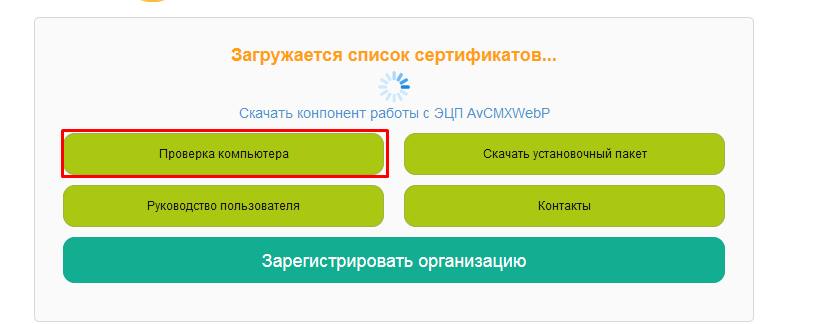 Загружается список сертификатов...
Скачать конпонент работы с ЭЦП AvCMXWebP
Проверка компьютера
Скачать установочный пакет
Руководство пользователя
Контакты
Зарегистрировать организацию